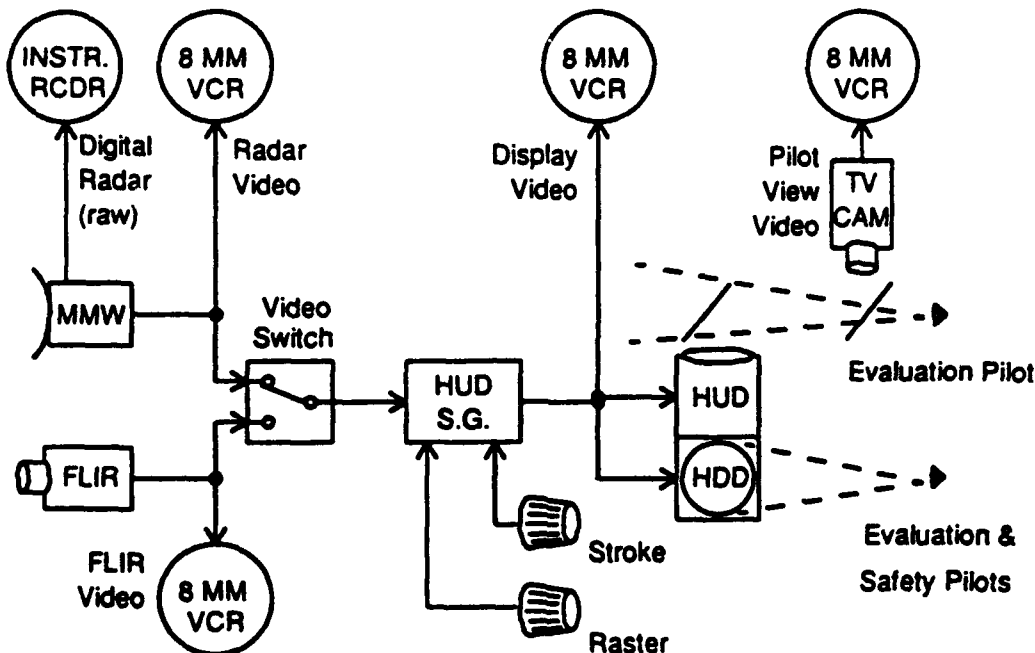 INSTR.
RCDR
8 MM
VCR
8 MM
VCR
8 MM
VCR
Digital
Radar
(raw)
Radar
Video
Display
Video
Pilot
View
Video
TV
CAM
MMW
Video
Switch
Evaluation Pilot
HUD
S.G.
HUD
FLIR
HDD
Stroke
Evaluation &
Safety Pilots
FLIR
Video
8 MM
VCR
Raster